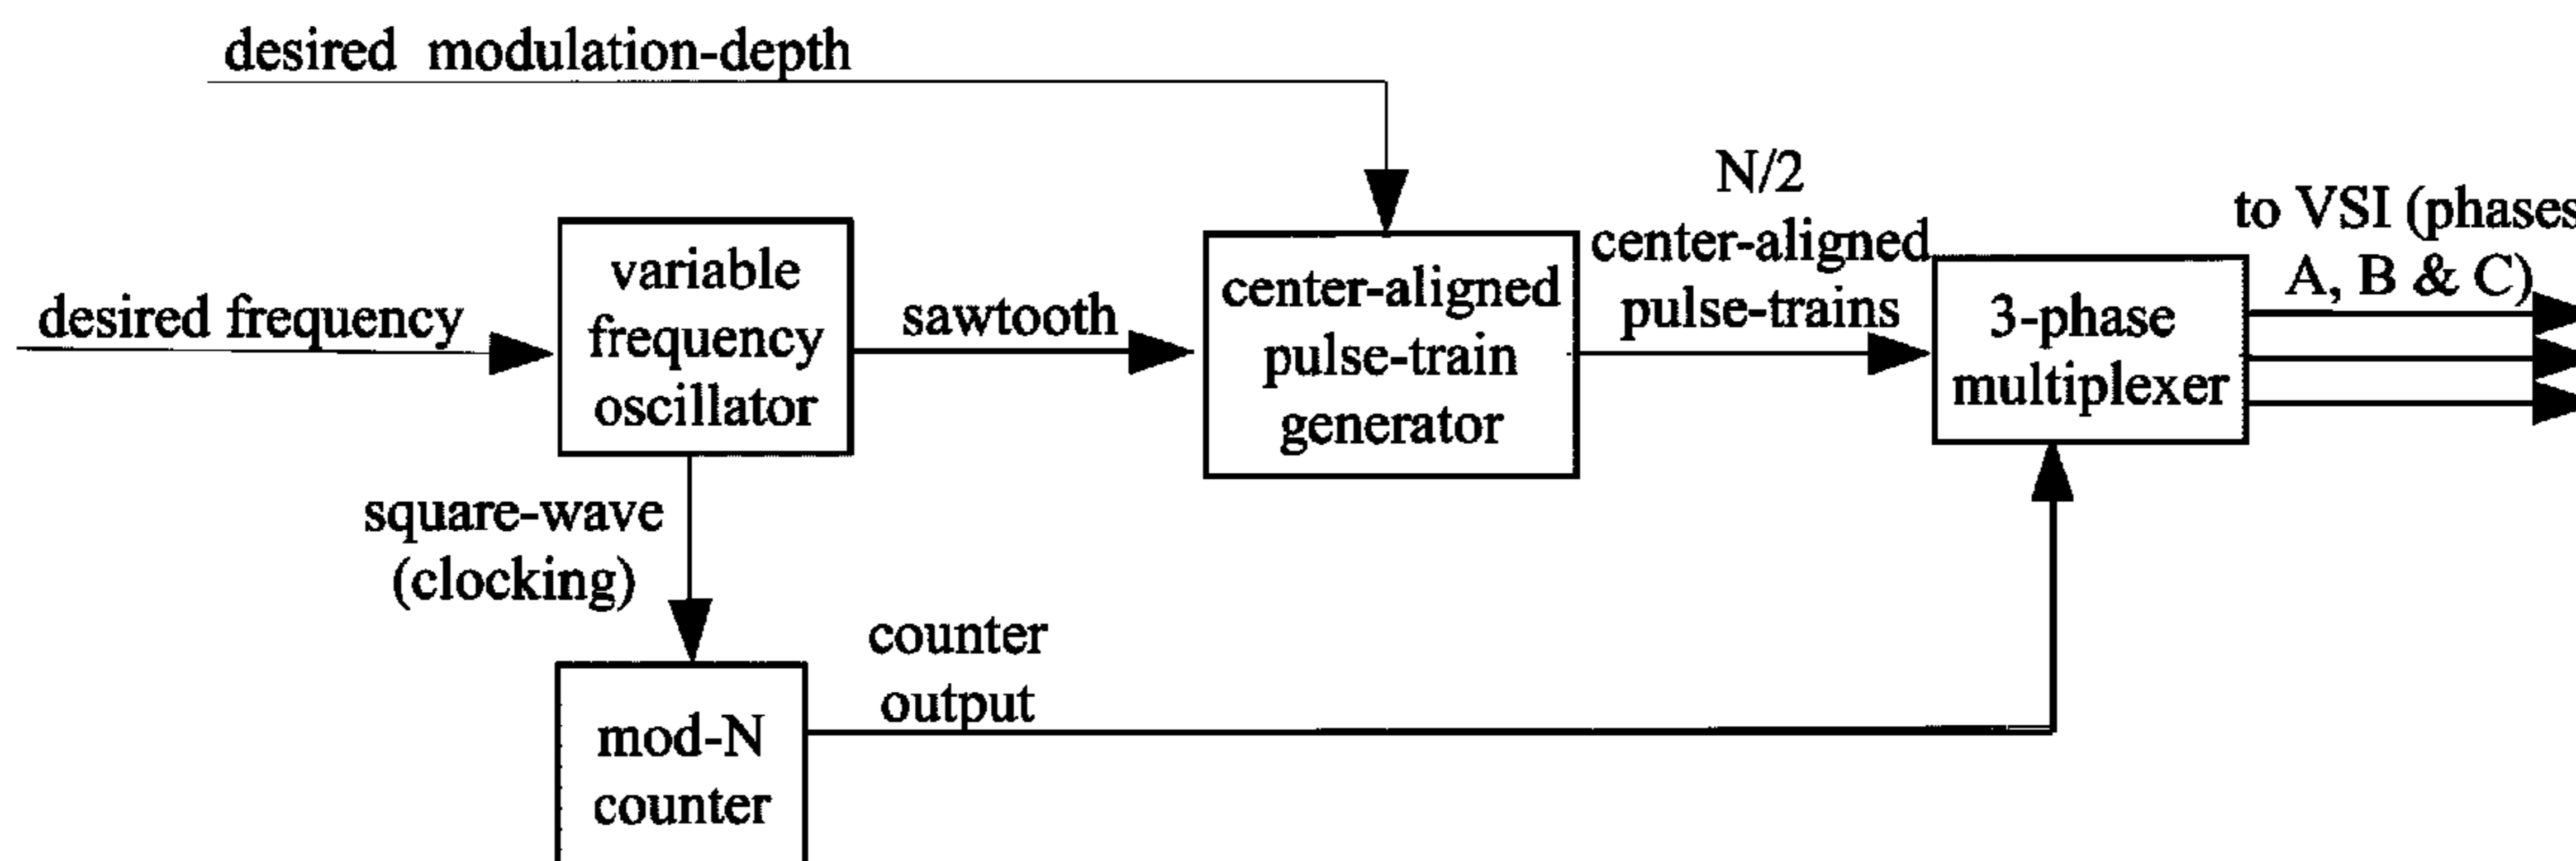 desired modulation-depth
N/2
center-aligned
pulse-trains
to VSI (phases
A, B & C)
desired frequency
variable
frequency
oscillator
sawtooth
center-aligned
pulse-train
generator
3-phase
multiplexer
square-wave
(clocking)
counter
output
mod-N
counter